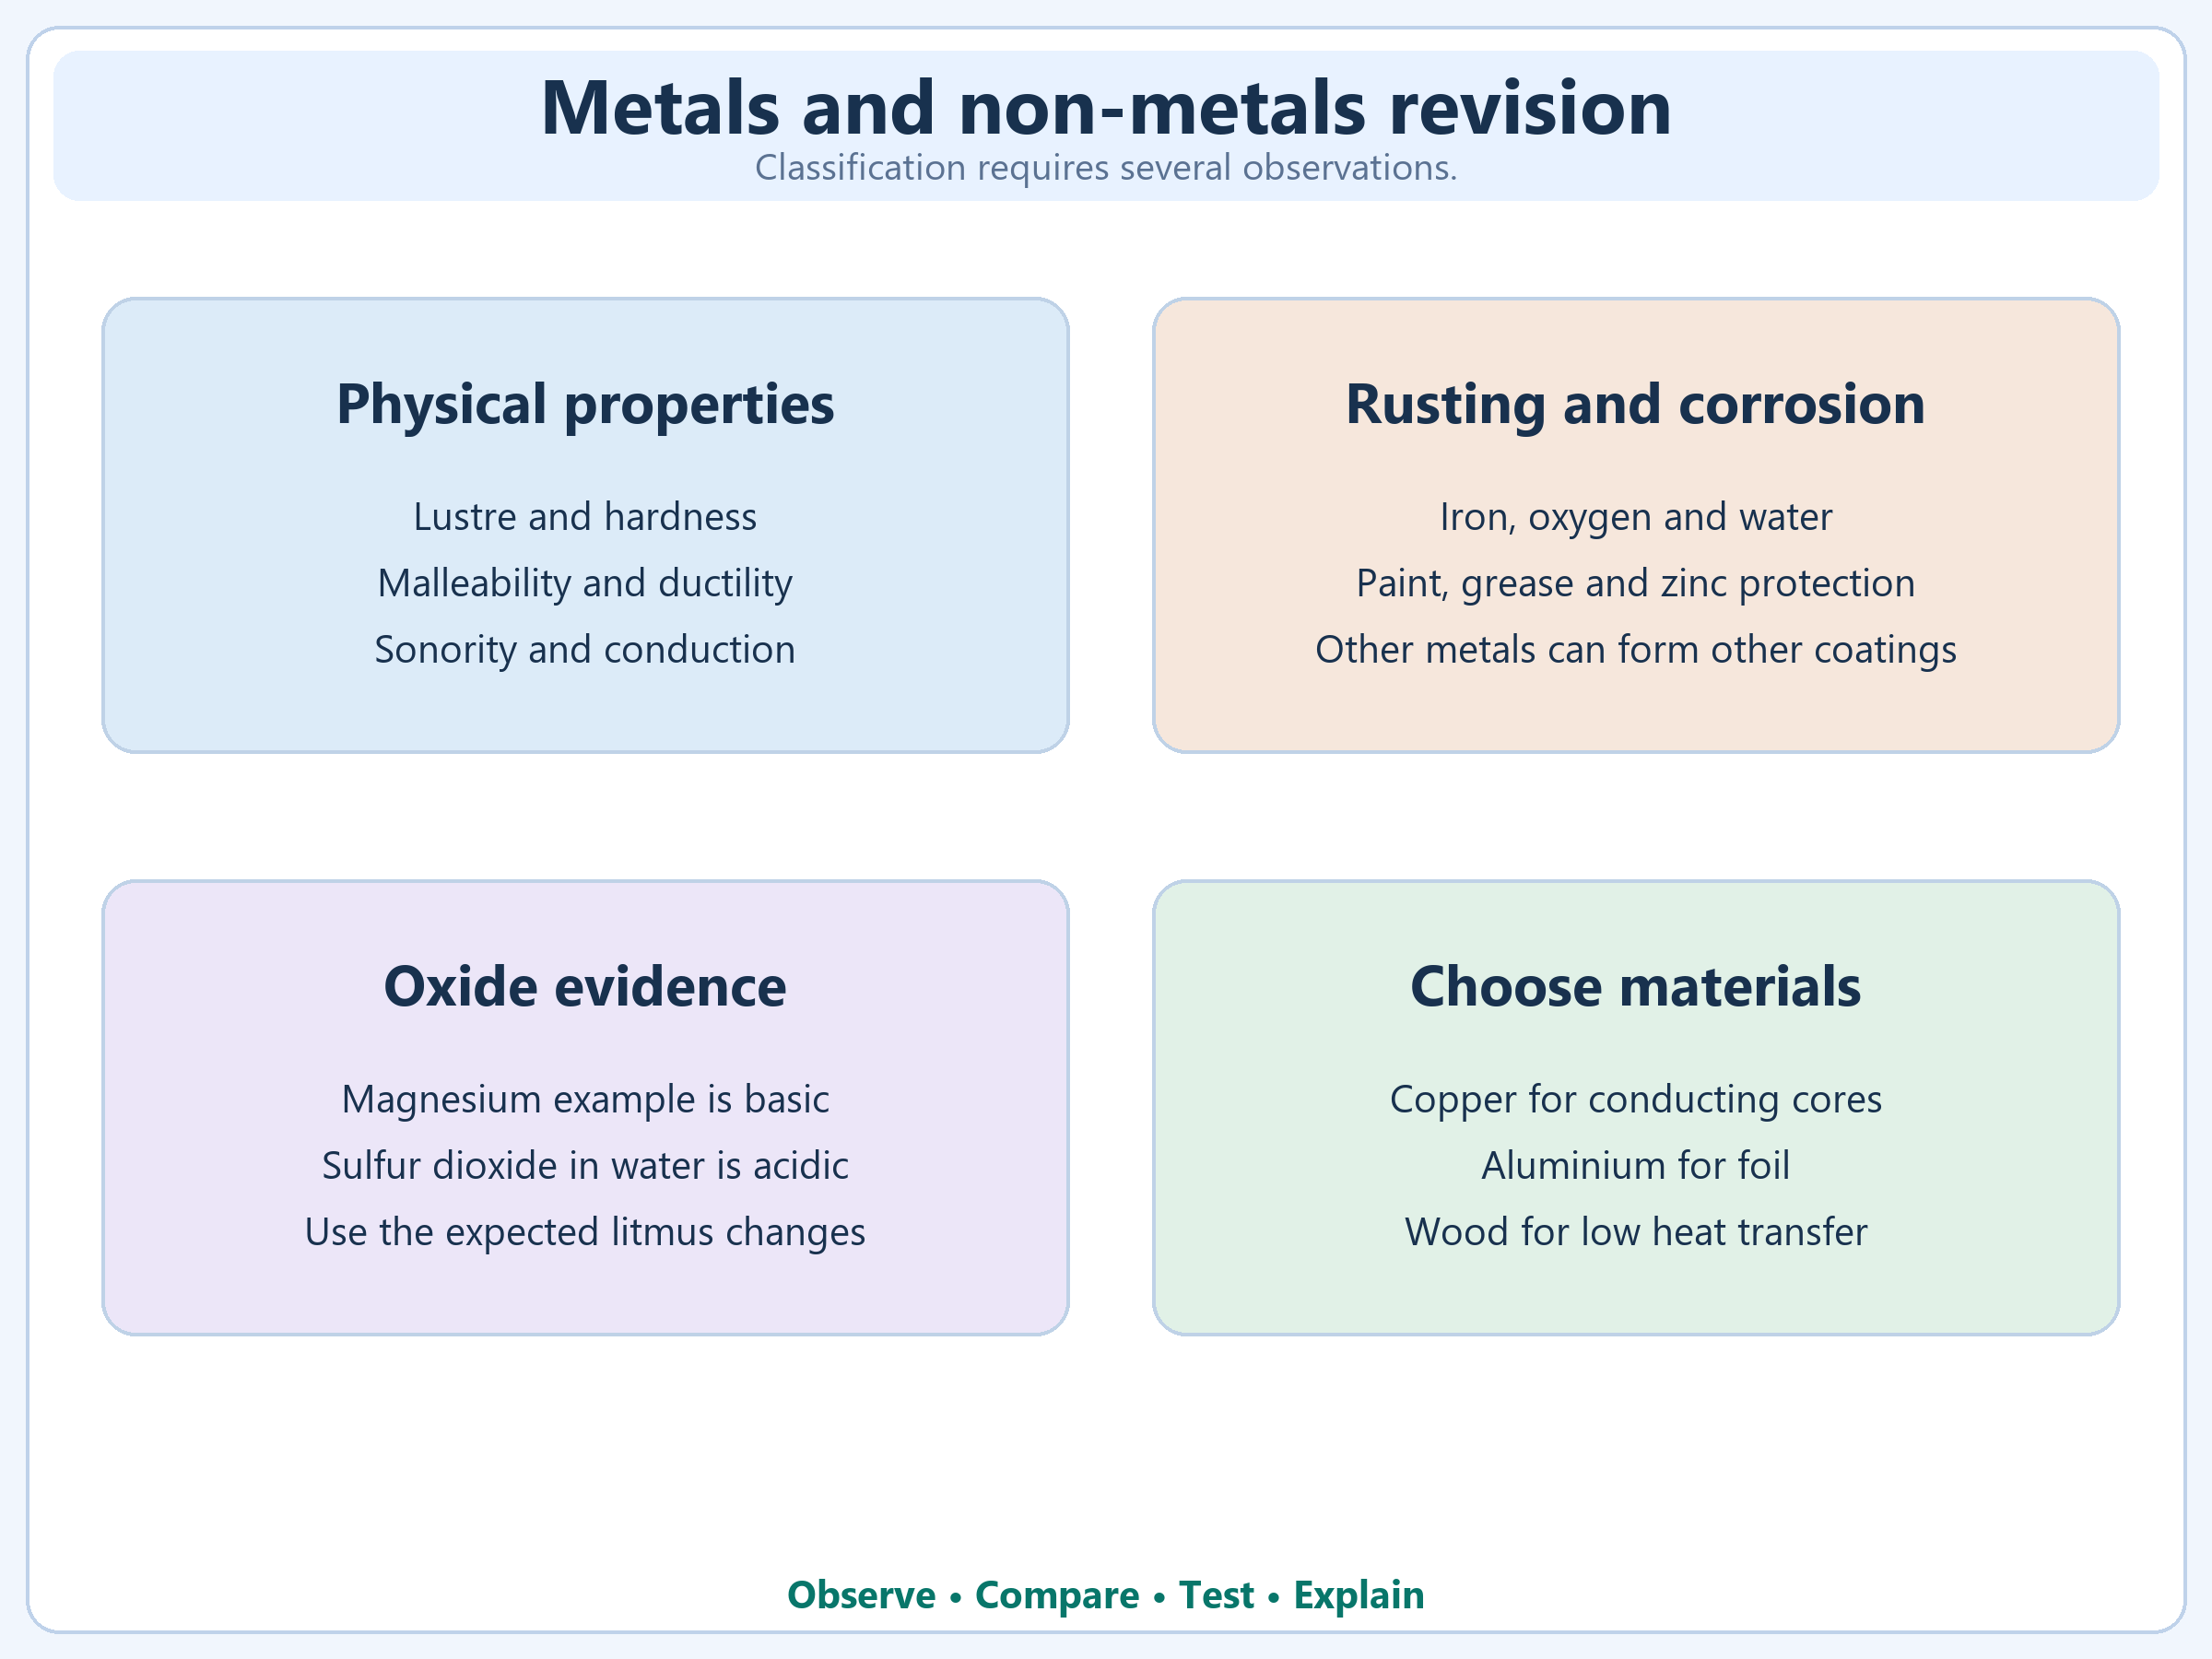 Metals and non-metals revision
Classification requires several observations.
Physical properties
Lustre and hardness
Malleability and ductility
Sonority and conduction
Rusting and corrosion
Iron, oxygen and water
Paint, grease and zinc protection
Other metals can form other coatings
Oxide evidence
Magnesium example is basic
Sulfur dioxide in water is acidic
Use the expected litmus changes
Choose materials
Copper for conducting cores
Aluminium for foil
Wood for low heat transfer
Observe • Compare • Test • Explain